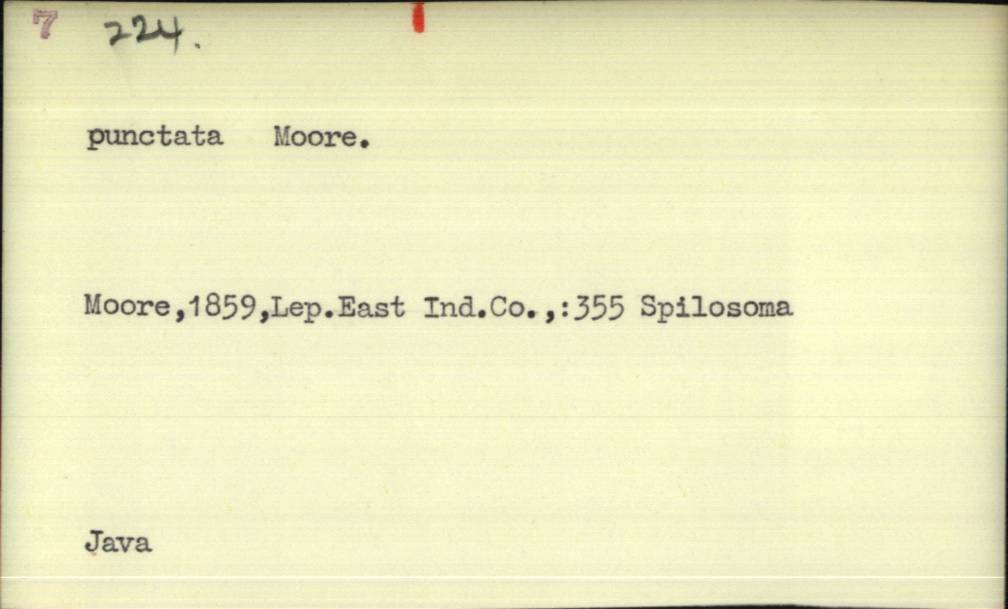 7 224.
punctata Moore.
Moore,1859,Lep.East Ind.Co.,:355 Spilosoma
Java